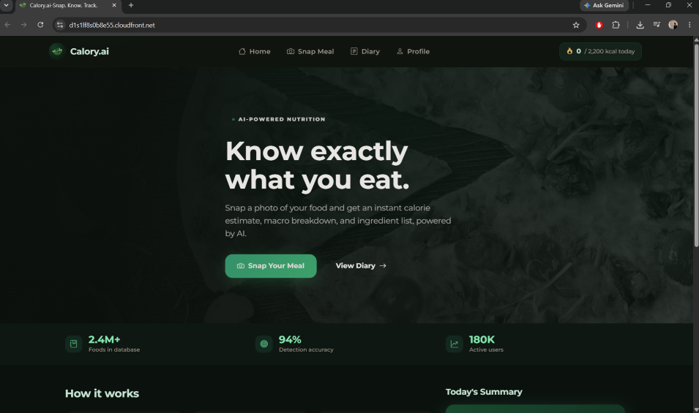 Calory.ai-Snap. Know. Track.
Ask Gemini
d1s1lf8s0b8e55.cloudfront.net
Calory.ai
Home
Snap Meal
Diary
Profile
0 / 2,200 kcal today
AI-POWERED NUTRITION
Know exactly
what you eat.
Snap a photo of your food and get an instant calorie
estimate, macro breakdown, and ingredient list, powered
by AI.
Snap Your Meal
View Diary →
2.4M+
Foods in database
94%
Detection accuracy
180K
Active users
How it works
Today's Summary